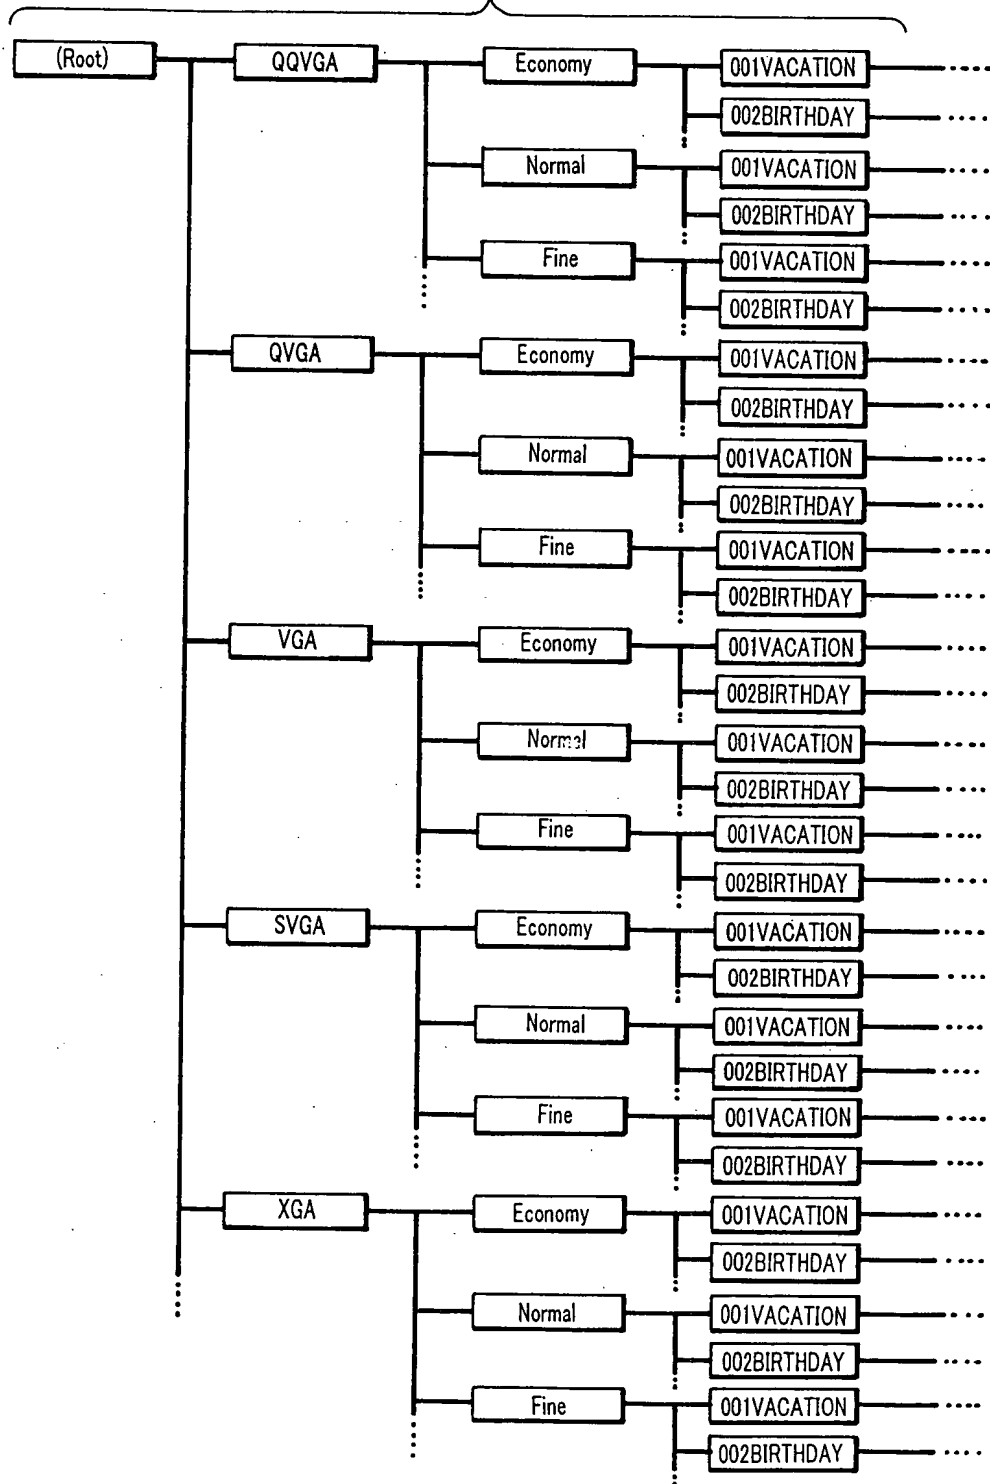 (Root) QQVGA Economy 001VACATION
002BIRTHDAY
Normal 001VACATION
002BIRTHDAY
Fine 001VACATION
002BIRTHDAY
QVGA Economy 001VACATION
002BIRTHDAY
Normal 001VACATION
002BIRTHDAY
Fine 001VACATION
002BIRTHDAY
VGA Economy 001VACATION
002BIRTHDAY
Normal 001VACATION
002BIRTHDAY
Fine 001VACATION
002BIRTHDAY
SVGA Economy 001VACATION
002BIRTHDAY
Normal 001VACATION
002BIRTHDAY
Fine 001VACATION
002BIRTHDAY
XGA Economy 001VACATION
002BIRTHDAY
Normal 001VACATION
002BIRTHDAY
Fine 001VACATION
002BIRTHDAY